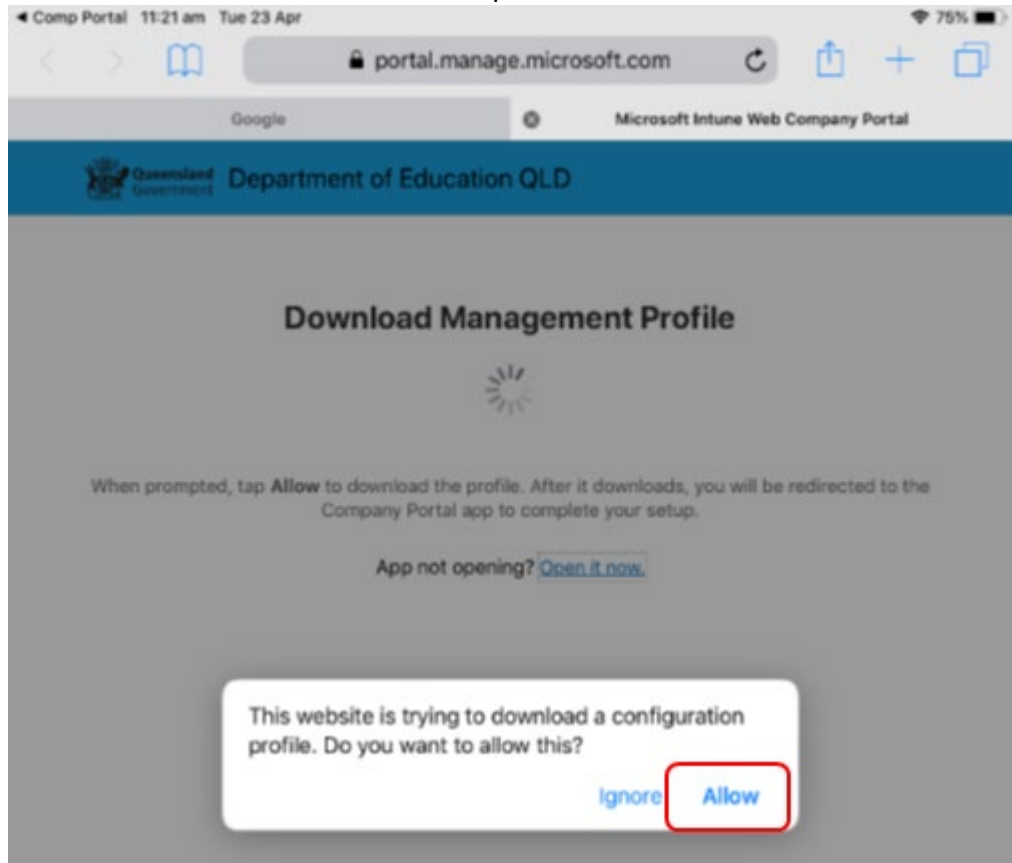 Comp Portal 11:21 am Tue 23 Apr 75%
portal.manage.microsoft.com
Google Microsoft Intune Web Company Portal
Queensland
Government
Department of Education QLD
Download Management Profile
When prompted, tap Allow to download the profile. After it downloads, you will be redirected to the
Company Portal app to complete your setup.
App not opening? Open it now.
This website is trying to download a configuration
profile. Do you want to allow this?
Ignore Allow